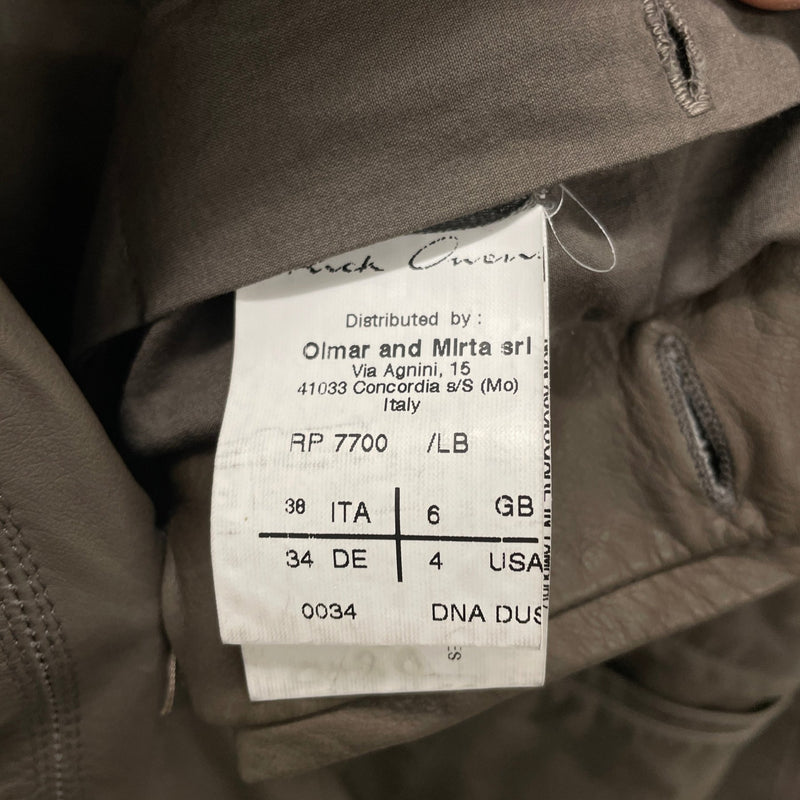 Rick Owens
Distributed by :
Olmar and Mirta srl
Via Agnini, 15
41033 Concordia s/S (Mo)
Italy
RP 7700 /LB
38 ITA 6 GB
34 DE 4 USA
0034 DNA DUS